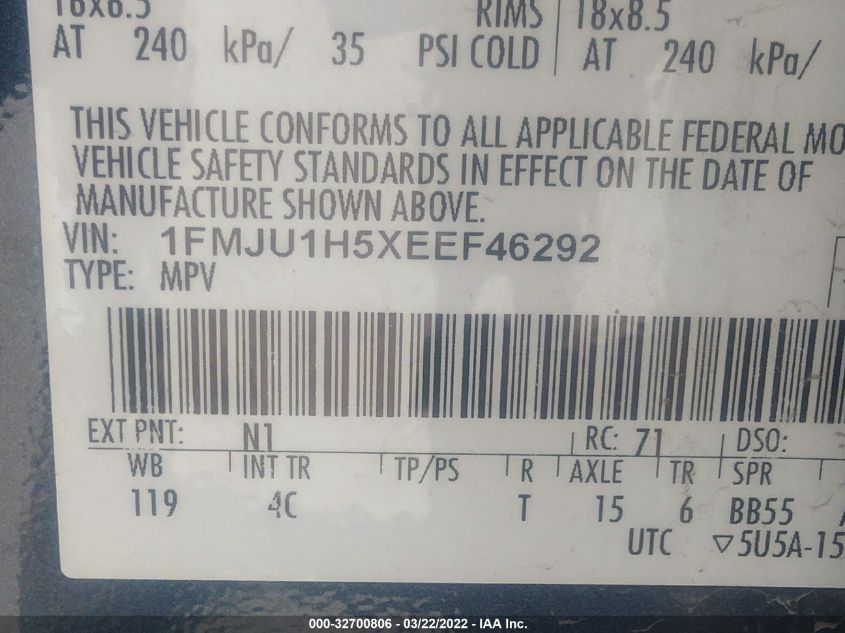 18x8.5 RIMS 18x8.5
AT 240 kPa/ 35 PSI COLD AT 240 kPa/
THIS VEHICLE CONFORMS TO ALL APPLICABLE FEDERAL MO
VEHICLE SAFETY STANDARDS IN EFFECT ON THE DATE OF
MANUFACTURE SHOWN ABOVE.
VIN: 1FMJU1H5XEEF46292
TYPE: MPV
EXT PNT: N1 RC: 71 DSO:
WB INT TR TP/PS R AXLE TR SPR
119 4C T 15 6 BB55
UTC ▽5U5A-15
000-32700806 - 03/22/2022 - IAA Inc.